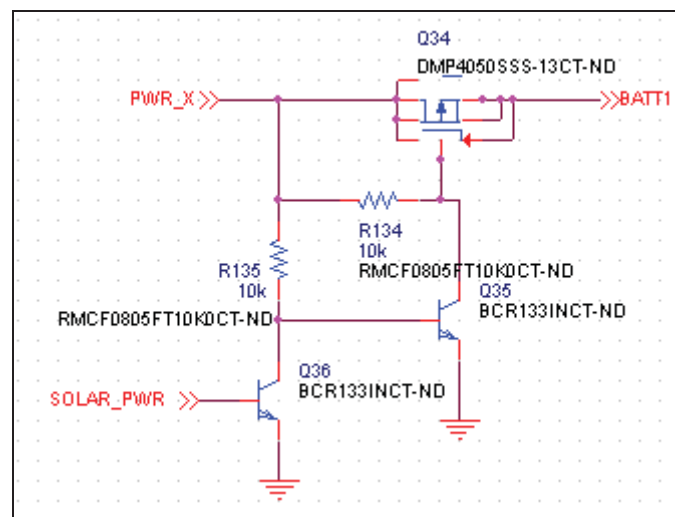 Q34
DMP4050SSS-13CT-ND
PWR_X
BATT1
R134
10k
RMCF0805FT10K0CT-ND
R135
10k
RMCF0805FT10K0CT-ND
Q35
BCR133INCT-ND
Q36
BCR133INCT-ND
SOLAR_PWR